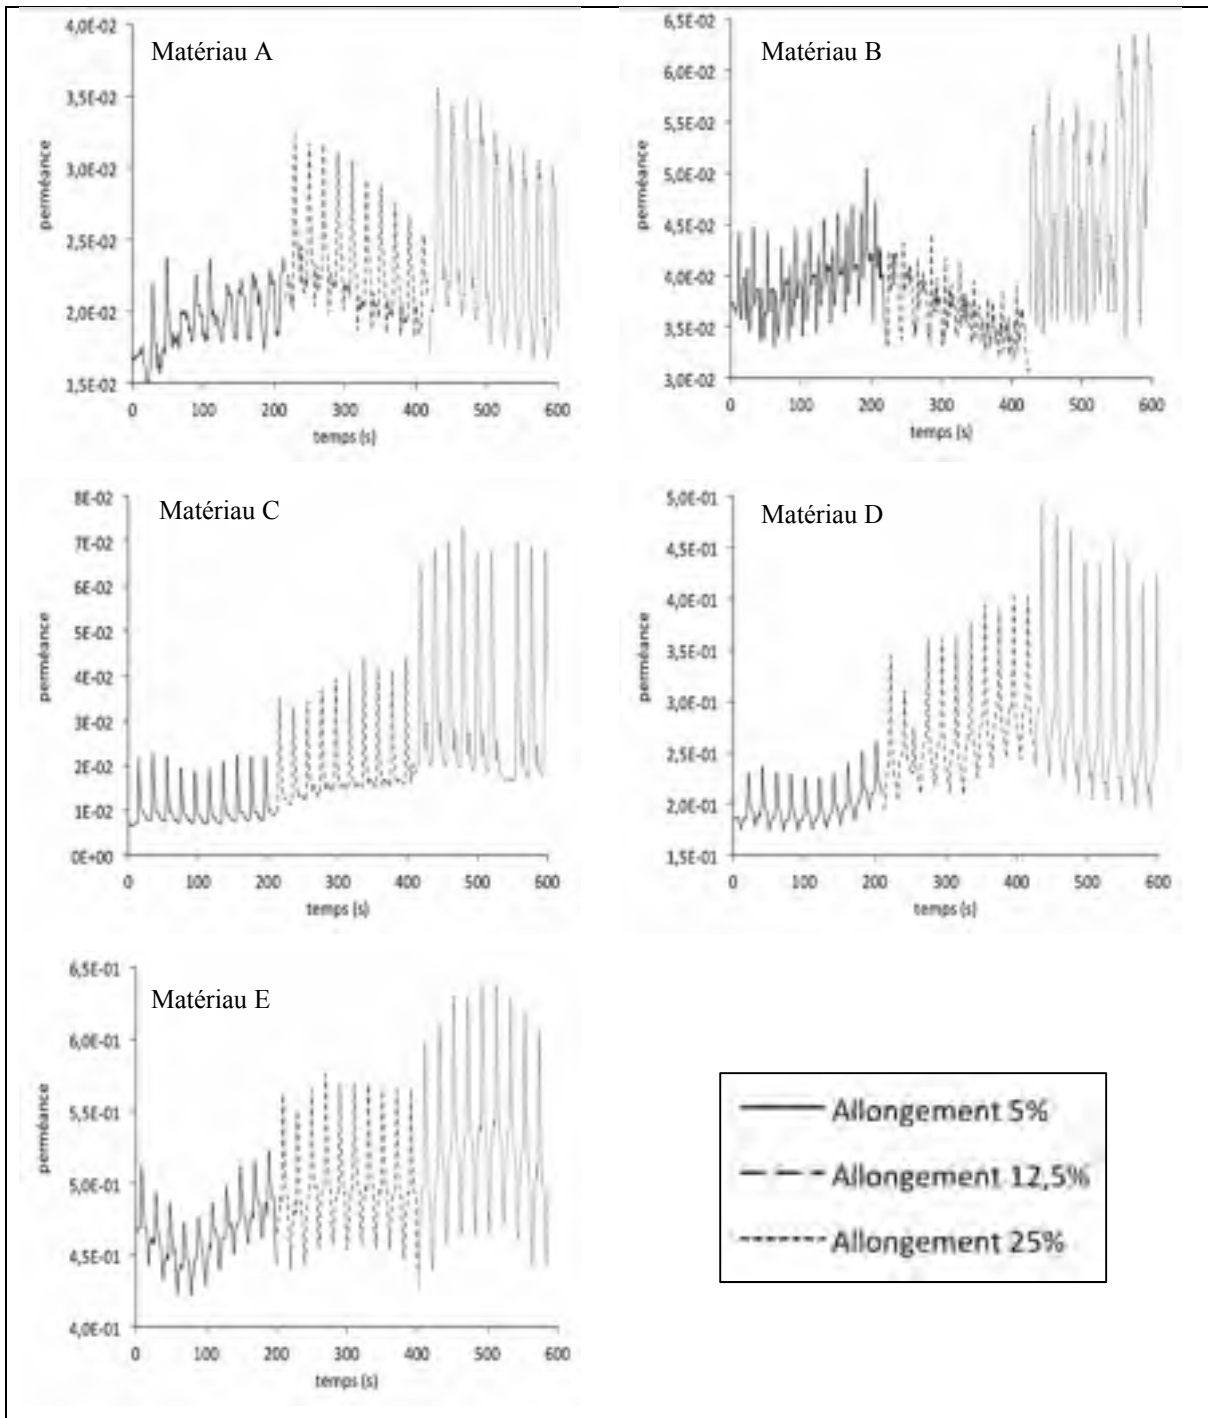 Matériau A
perméance
4,0E-02
3,5E-02
3,0E-02
2,5E-02
2,0E-02
1,5E-02
0 100 200 300 400 500 600
temps (s)
Matériau B
perméance
6,5E-02
6,0E-02
5,5E-02
5,0E-02
4,5E-02
4,0E-02
3,5E-02
3,0E-02
0 100 200 300 400 500 600
temps (s)
Matériau C
perméance
8E-02
7E-02
6E-02
5E-02
4E-02
3E-02
2E-02
1E-02
0E+00
0 100 200 300 400 500 600
temps (s)
Matériau D
perméance
5,0E-01
4,5E-01
4,0E-01
3,5E-01
3,0E-01
2,5E-01
2,0E-01
1,5E-01
0 100 200 300 400 500 600
temps (s)
Matériau E
perméance
6,5E-01
6,0E-01
5,5E-01
5,0E-01
4,5E-01
4,0E-01
0 100 200 300 400 500 600
temps (s)
Allongement 5%
Allongement 12,5%
Allongement 25%